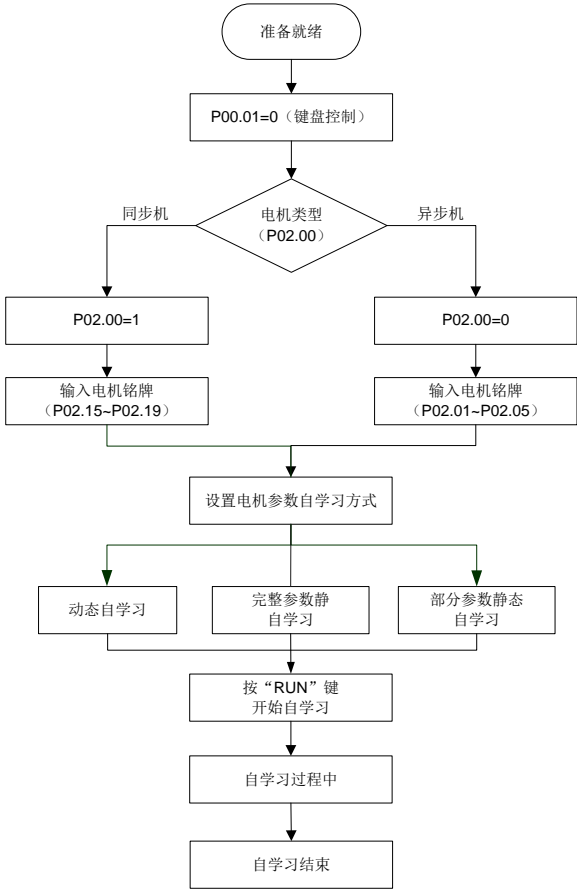 准备就绪
P00.01=0（键盘控制）
同步机
电机类型
（P02.00）
异步机
P02.00=1
P02.00=0
输入电机铭牌
（P02.15~P02.19）
输入电机铭牌
（P02.01~P02.05）
设置电机参数自学习方式
动态自学习
完整参数静
自学习
部分参数静态
自学习
按“RUN”键
开始自学习
自学习过程中
自学习结束